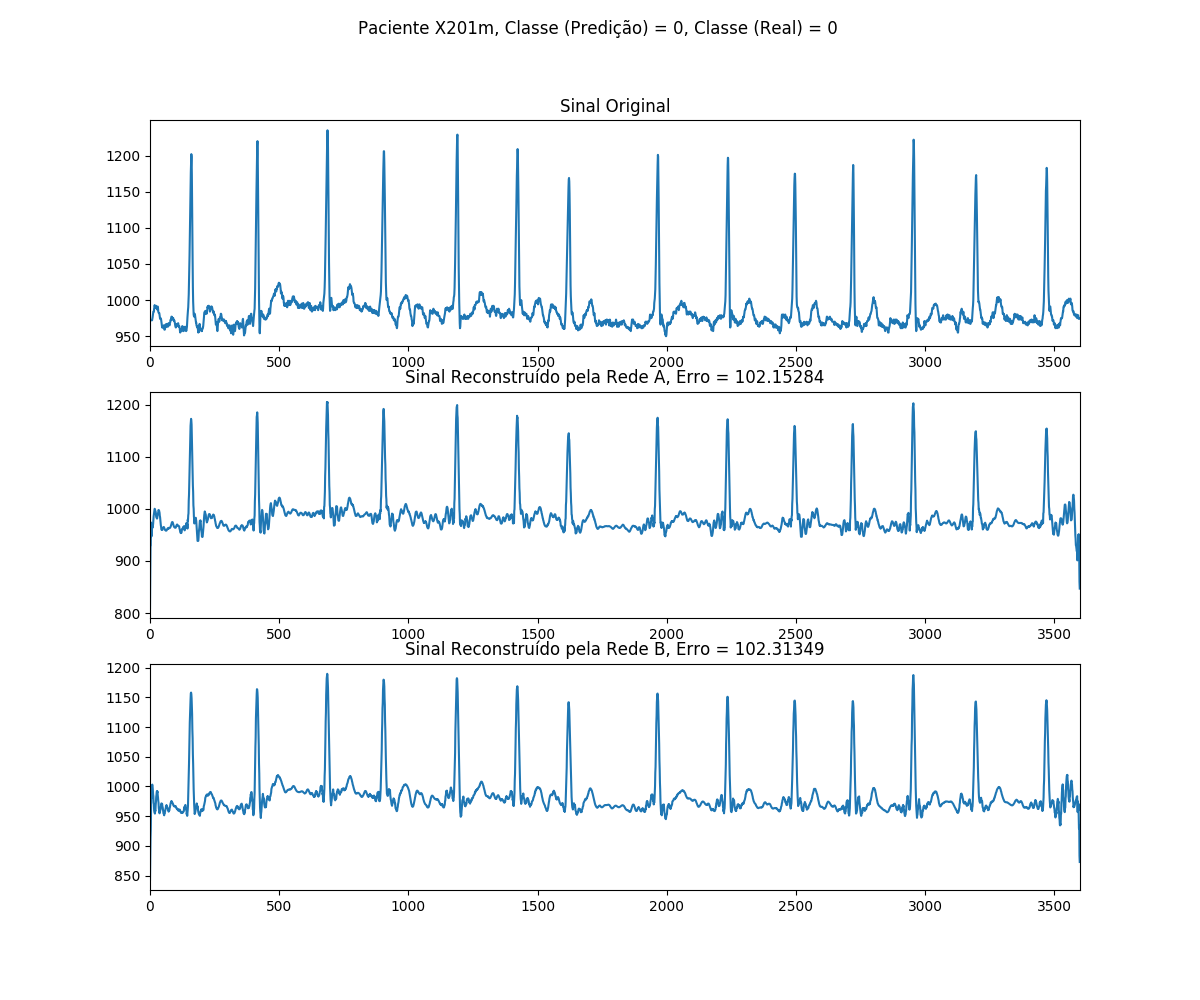 Paciente X201m, Classe (Predição) = 0, Classe (Real) = 0
Sinal Original
1200
1150
1100
1050
1000
950
0 500 1000 1500 2000 2500 3000 3500
Sinal Reconstruído pela Rede A, Erro = 102.15284
1200
1100
1000
900
800
0 500 1000 1500 2000 2500 3000 3500
Sinal Reconstruído pela Rede B, Erro = 102.31349
1200
1150
1100
1050
1000
950
900
850
0 500 1000 1500 2000 2500 3000 3500